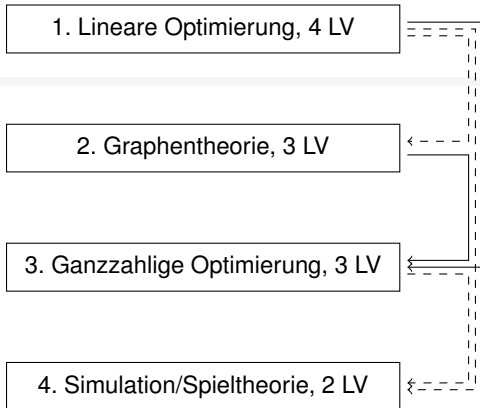 1. Lineare Optimierung, 4 LV
2. Graphentheorie, 3 LV
3. Ganzzahlige Optimierung, 3 LV
4. Simulation/Spieltheorie, 2 LV